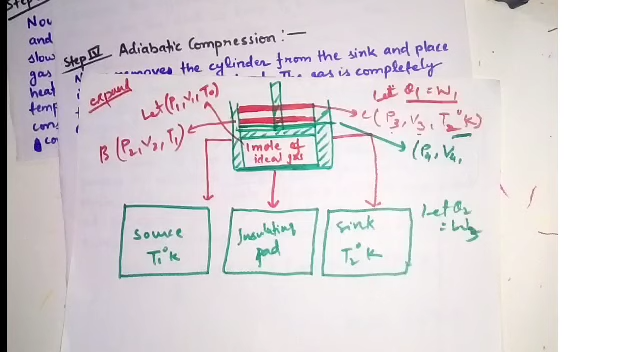 Step
Nou
and
slow
gas
heat
temp
con
co
Step IV Adiabatic Compression :-
removes the cylinder from the sink and place
The gas is completely
expand
Let (P1, V1, T1)
Let Q1 = W1
B (P2, V2, T1)
C (P3, V3, T2°K)
(P4, V4,
1 mole of
ideal gas
Source
T1°K
Insulating
pad
Sink
T2°K
Let Q2
= W3